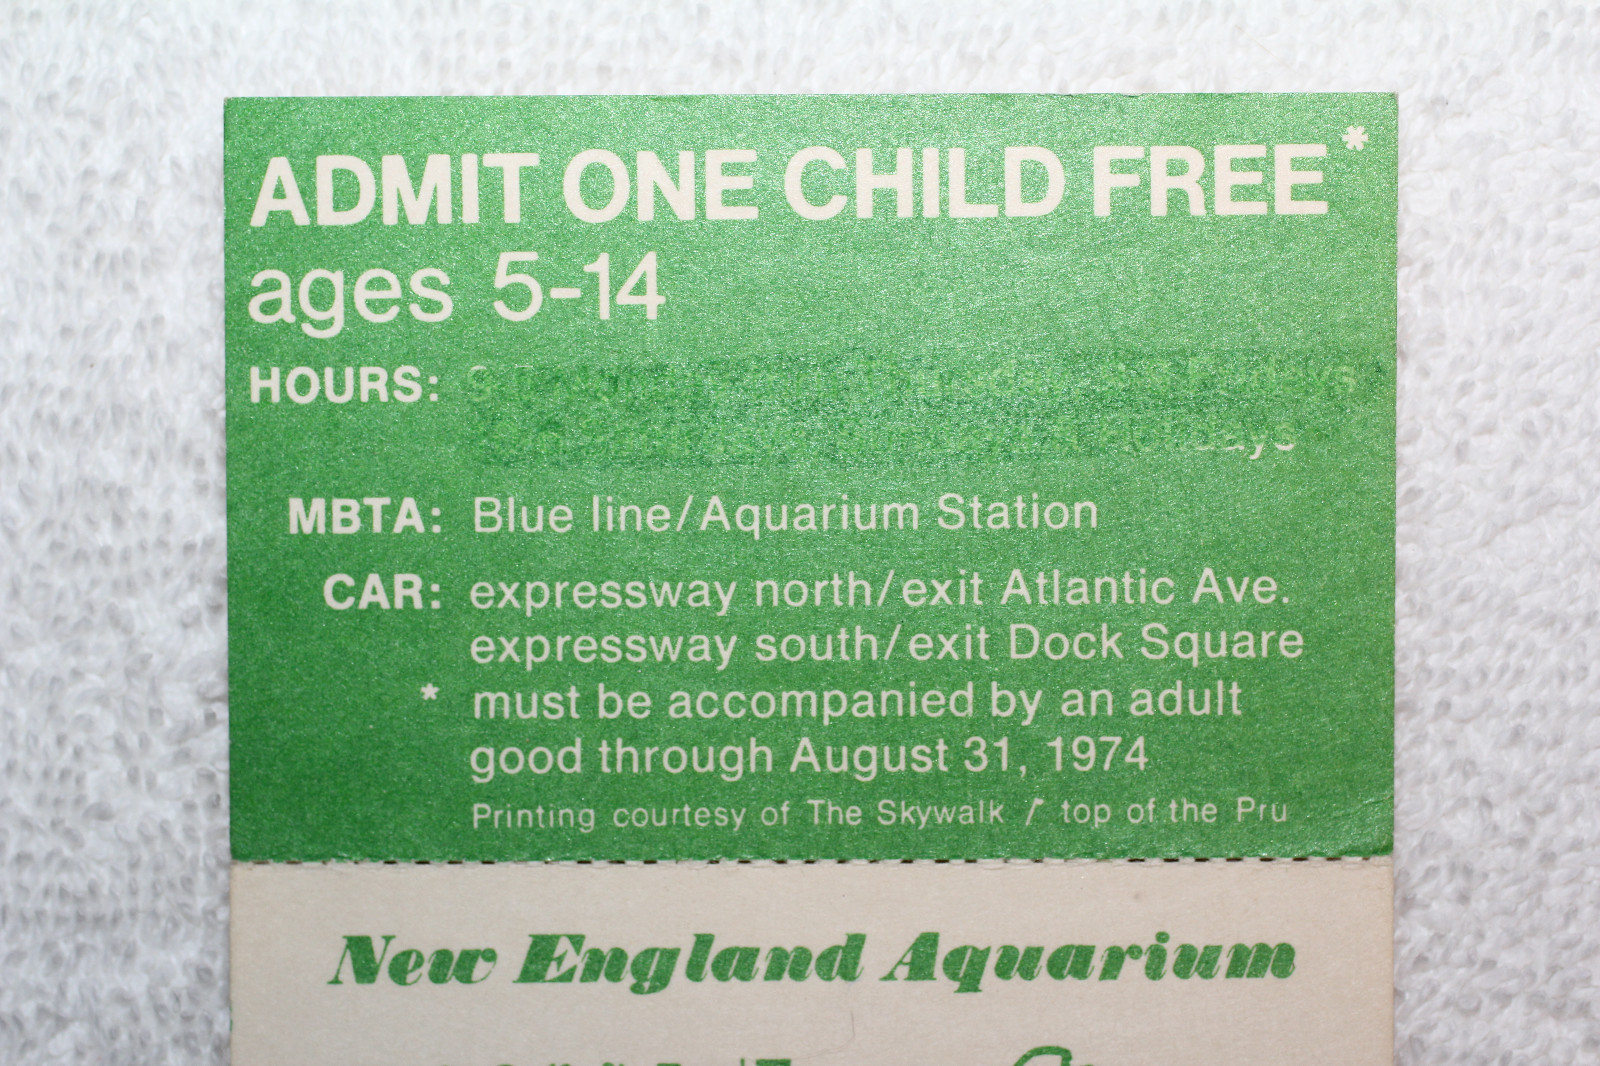 ADMIT ONE CHILD FREE*
ages 5-14
HOURS:
MBTA: Blue line/Aquarium Station
CAR: expressway north/exit Atlantic Ave.
expressway south/exit Dock Square
* must be accompanied by an adult
good through August 31, 1974
Printing courtesy of The Skywalk / top of the Pru
New England Aquarium